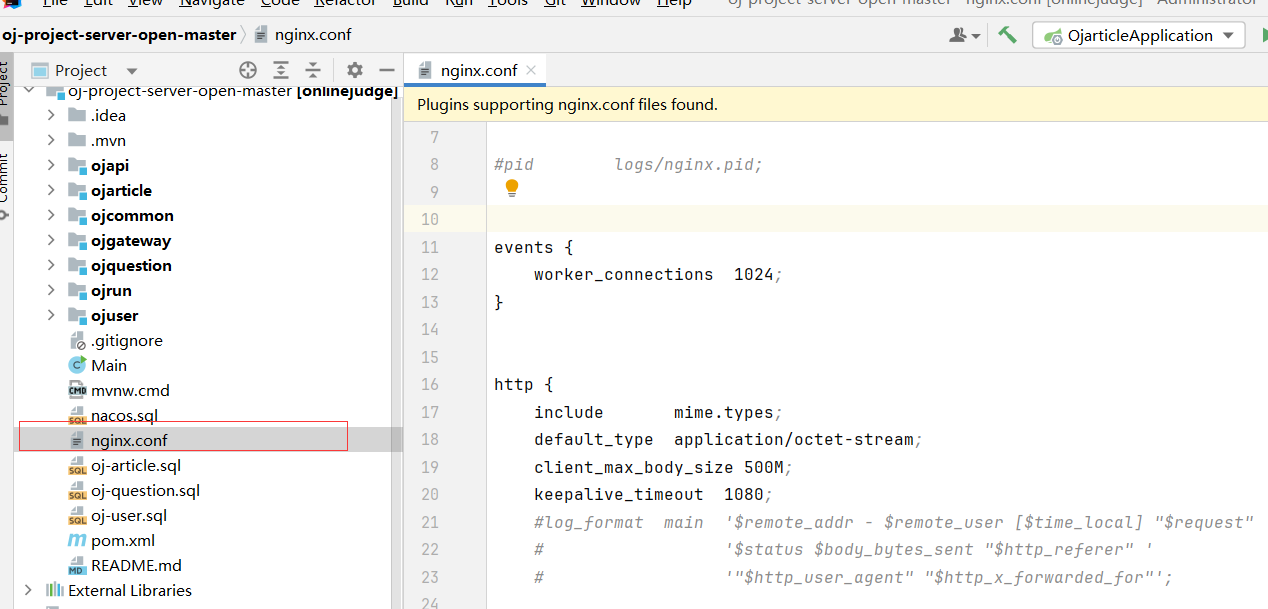 File Edit View Navigate Code Refactor Build Run Tools Git Window Help oj-project-server-open-master - nginx.conf [onlinejudge] - Administrator
oj-project-server-open-master nginx.conf OjarticleApplication
Project
Commit
Project
nginx.conf
oj-project-server-open-master [onlinejudge]
.idea
.mvn
ojapi
ojarticle
ojcommon
ojgateway
ojquestion
ojrun
ojuser
.gitignore
Main
mvnw.cmd
nacos.sql
nginx.conf
oj-article.sql
oj-question.sql
oj-user.sql
pom.xml
README.md
External Libraries
Plugins supporting nginx.conf files found.
7
8 #pid logs/nginx.pid;
9
10
11 events {
12 worker_connections 1024;
13 }
14
15
16 http {
17 include mime.types;
18 default_type application/octet-stream;
19 client_max_body_size 500M;
20 keepalive_timeout 1080;
21 #log_format main '$remote_addr - $remote_user [$time_local] "$request"
22 # '$status $body_bytes_sent "$http_referer" '
23 # '"$http_user_agent" "$http_x_forwarded_for"';
24